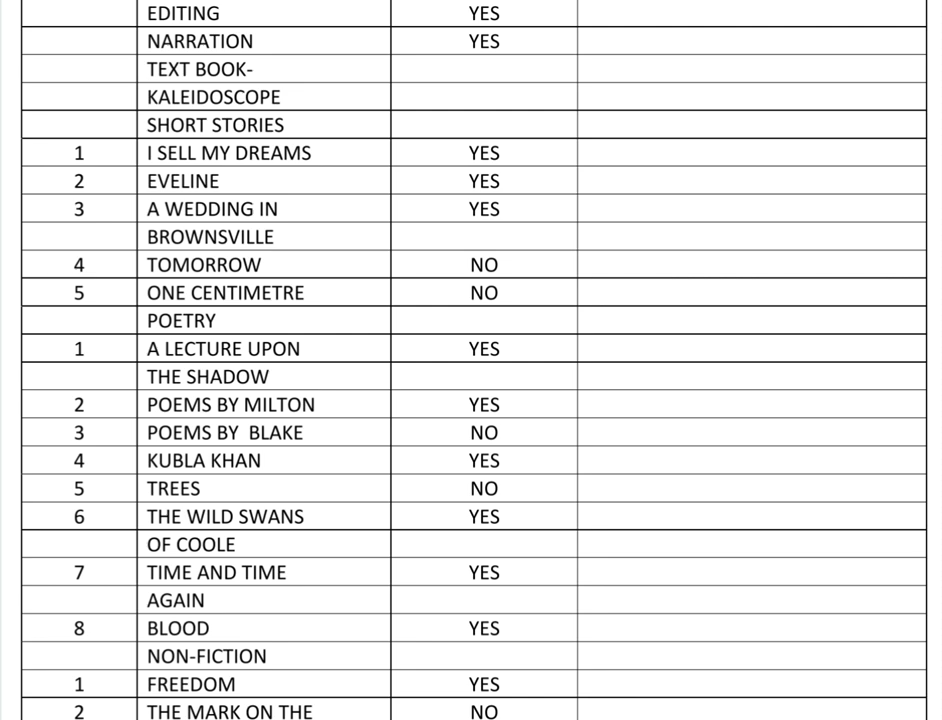 EDITING YES
NARRATION YES
TEXT BOOK-
KALEIDOSCOPE
SHORT STORIES
1 I SELL MY DREAMS YES
2 EVELINE YES
3 A WEDDING IN YES
BROWNSVILLE
4 TOMORROW NO
5 ONE CENTIMETRE NO
POETRY
1 A LECTURE UPON YES
THE SHADOW
2 POEMS BY MILTON YES
3 POEMS BY  BLAKE NO
4 KUBLA KHAN YES
5 TREES NO
6 THE WILD SWANS YES
OF COOLE
7 TIME AND TIME YES
AGAIN
8 BLOOD YES
NON-FICTION
1 FREEDOM YES
2 THE MARK ON THE NO